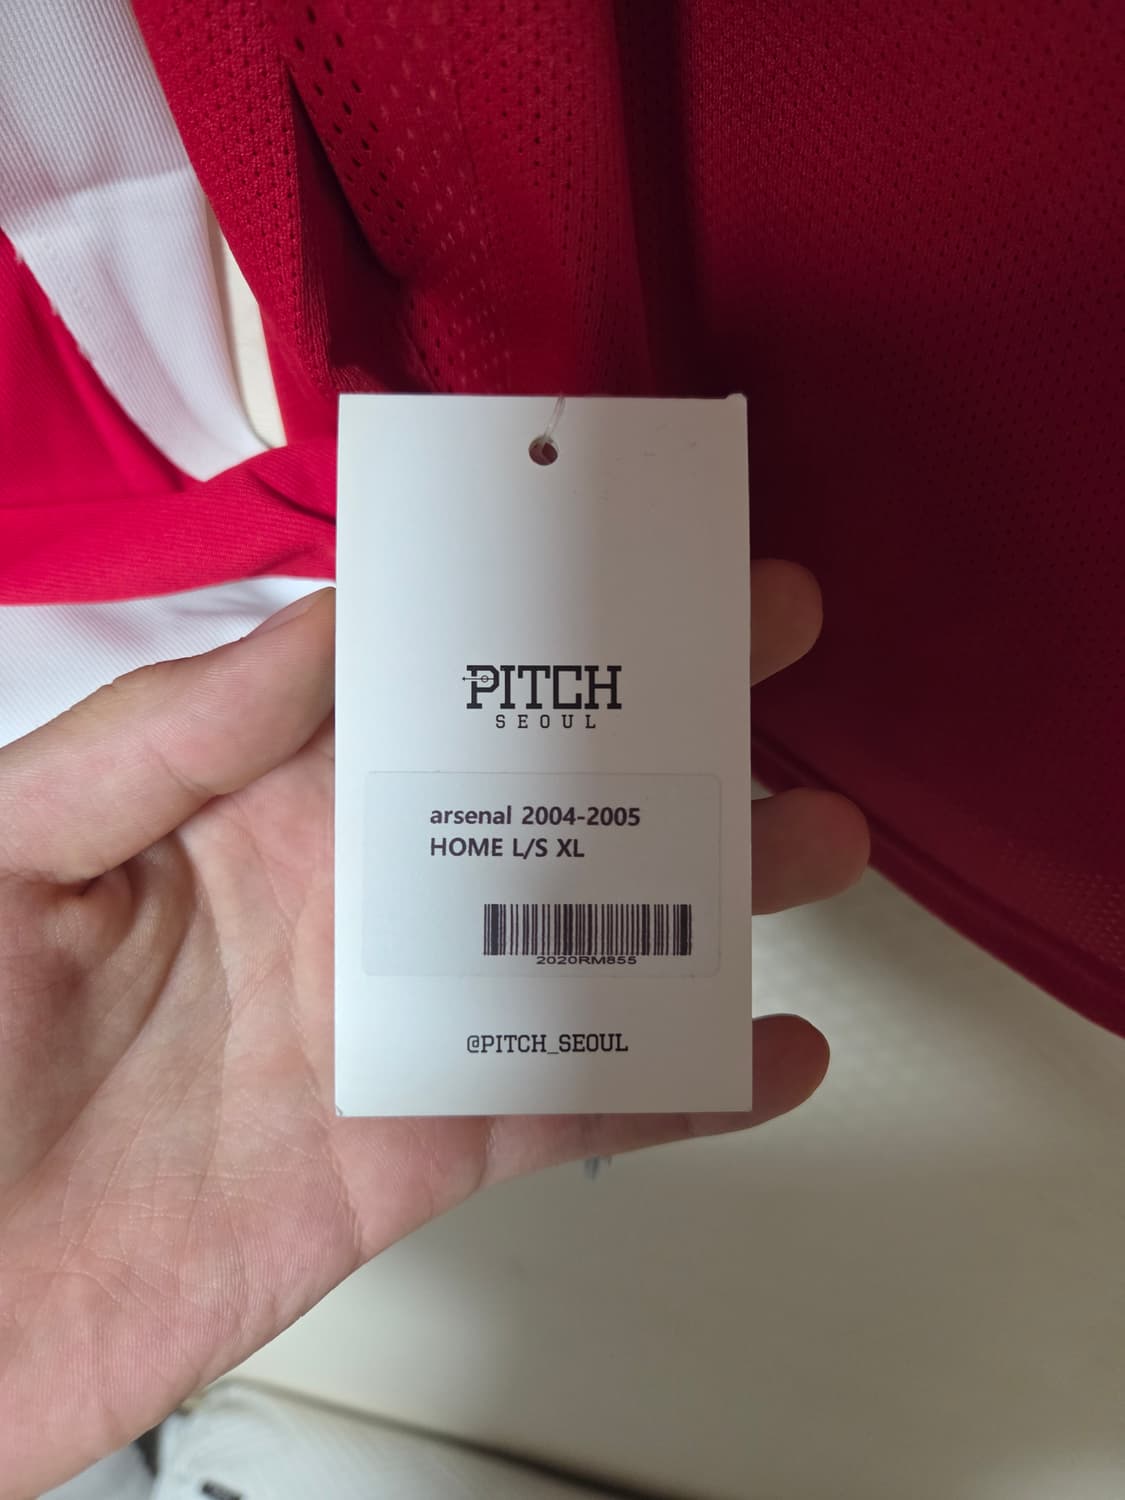 PITCH
SEOUL
arsenal 2004-2005
HOME L/S XL
2020RM855
@PITCH_SEOUL